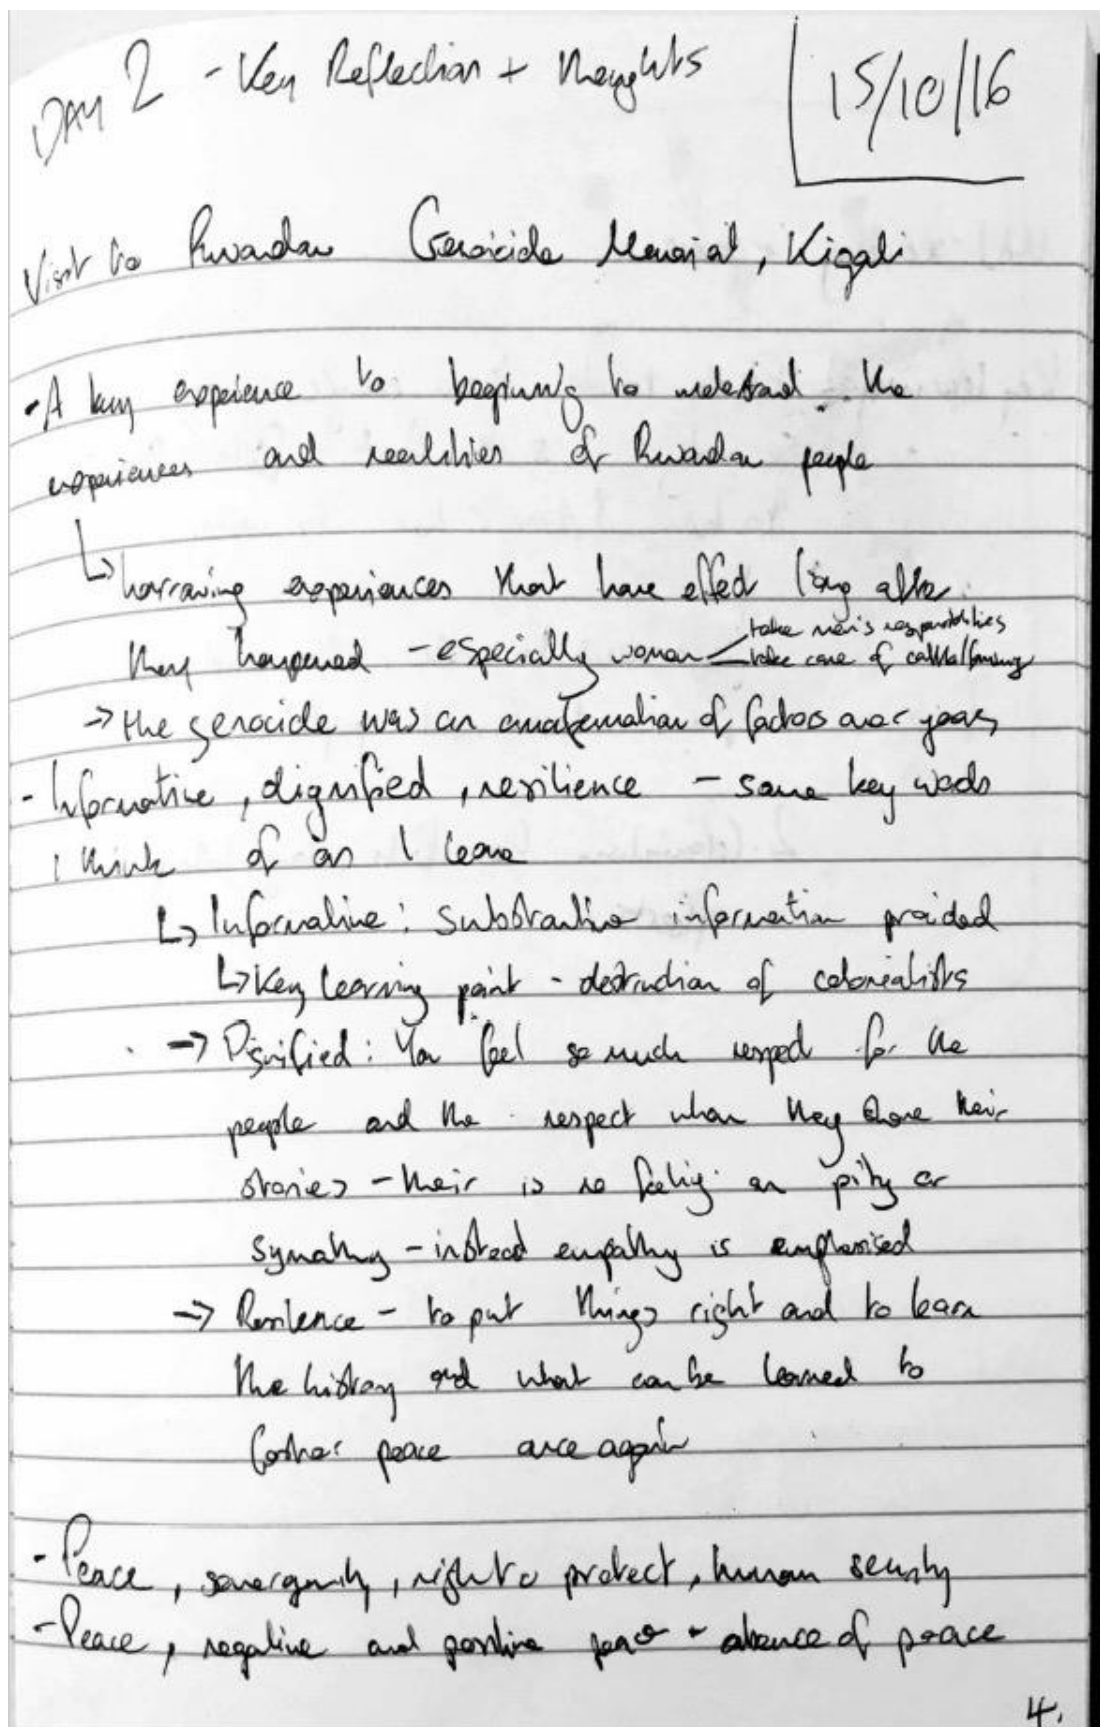 DAY 2 - Key Reflection + thoughts
15/10/16
Visit to Rwandan Genocide Memorial, Kigali
- A key experience to beginning to understand the
experiences and realities of Rwandan people
↳ harrowing experiences that have effect long after
they happened - especially women take men's responsibilities
take care of cattle/farming
→ the genocide was an of factors over years
- Informative, dignified, resilience - some key words
I think of as I leave
↳ Informative: substantive information provided
↳ Key learning point - destruction of colonialists
→ Dignified: You feel so much respect for the
people and the respect when they share their
stories - their is no feeling on pity or
symathy - instead empathy is emphasised
→ Resilence - to put things right and to learn
the history and what can be learned to
foster peace once again
- Peace, , right to protect, human security
- Peace, negative and positive peace - absence of peace
4.